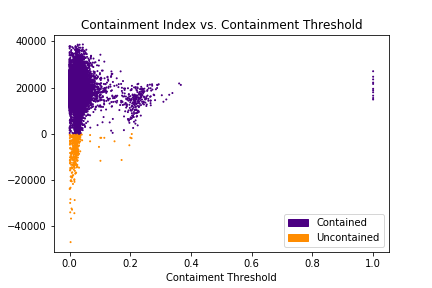 Containment Index vs. Containment Threshold
40000
20000
0
−20000
−40000
Contained
Uncontained
0.0 0.2 0.4 0.6 0.8 1.0
Contaiment Threshold